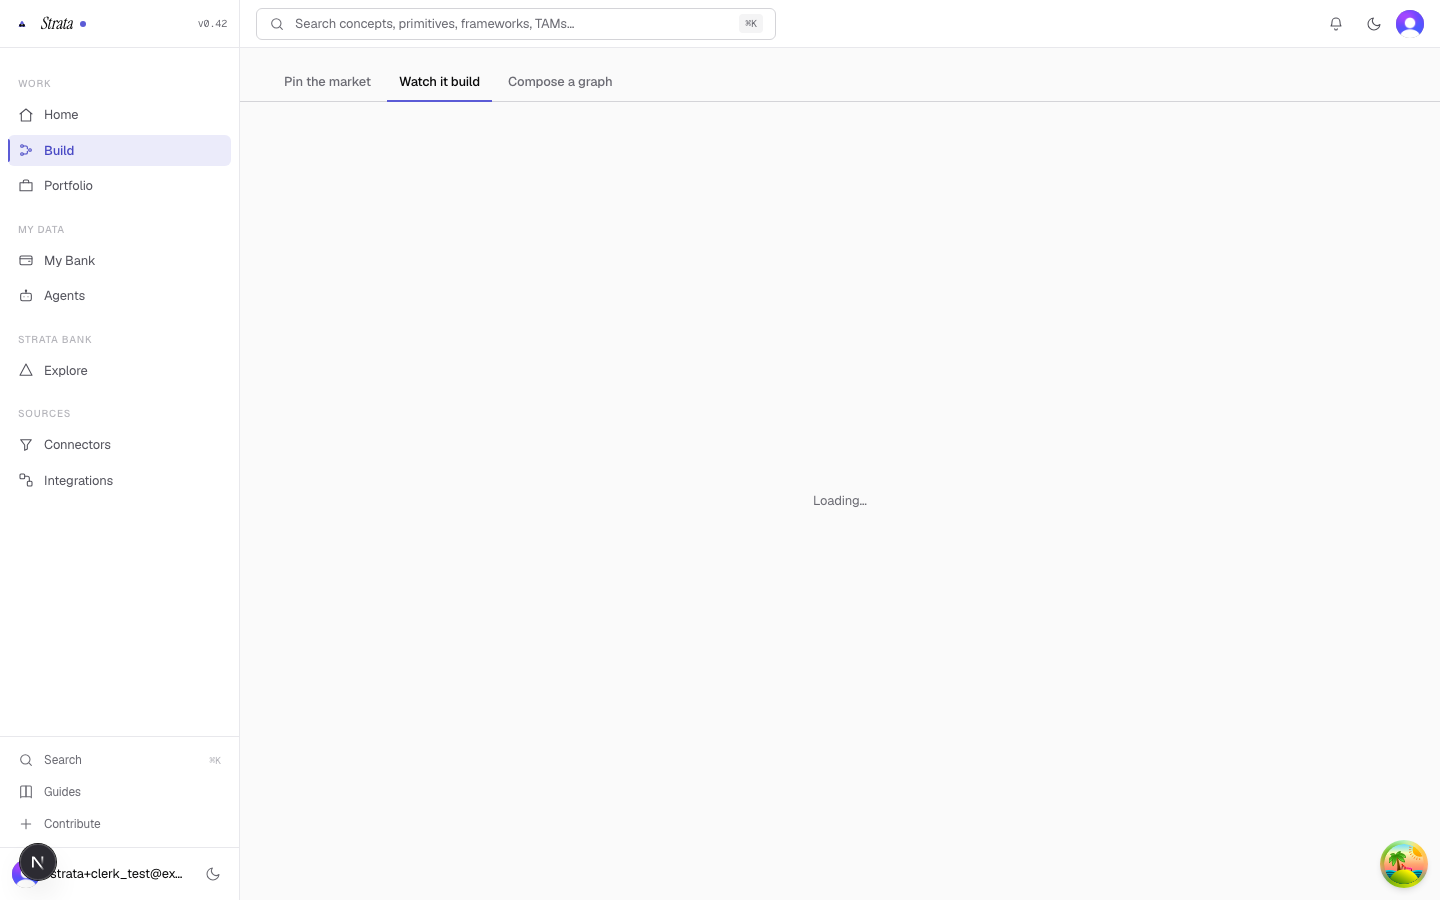 Strata
v0.42
Search concepts, primitives, frameworks, TAMs...
⌘K
Pin the market
Watch it build
Compose a graph
WORK
Home
Build
Portfolio
MY DATA
My Bank
Agents
STRATA BANK
Explore
SOURCES
Connectors
Integrations
Loading...
Search
⌘K
Guides
Contribute
N
strata+clerk_test@ex...